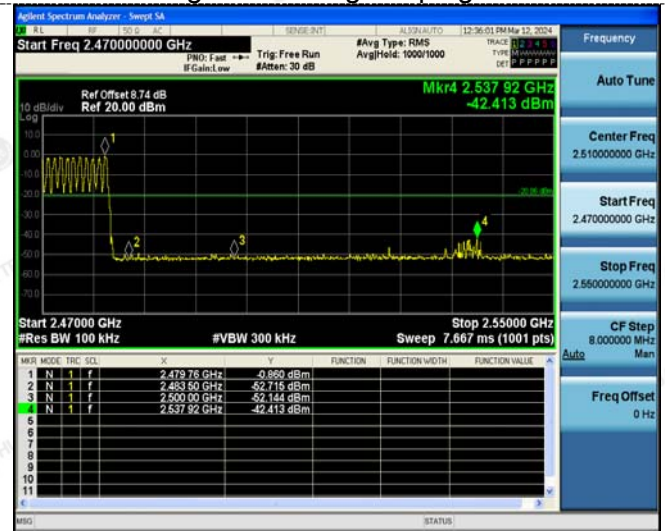 Agilent Spectrum Analyzer - Swept SA
RL RF 50 Ω AC SENSE:INT ALIGNAUTO 12:36:01 PM Mar 12, 2024
Start Freq 2.470000000 GHz
PNO: Fast
IFGain:Low
Trig: Free Run
#Atten: 30 dB
#Avg Type: RMS
Avg|Hold: 1000/1000
TRACE 1 2 3 4 5 6
TYPE
DET P P P P P P
Frequency
Ref Offset 8.74 dB
10 dB/div Ref 20.00 dBm
Log
Mkr4 2.537 92 GHz
-42.413 dBm
Auto Tune
10.0
0.00
-10.0
-20.0
-30.0
-40.0
-50.0
-60.0
-70.0
1
2
3
4
Center Freq
2.510000000 GHz
Start Freq
2.470000000 GHz
Stop Freq
2.550000000 GHz
CF Step
8.000000 MHz
Auto Man
Freq Offset
0 Hz
Start 2.47000 GHz Stop 2.55000 GHz
#Res BW 100 kHz #VBW 300 kHz Sweep 7.667 ms (1001 pts)
MKR MODE TRC SCL X Y FUNCTION FUNCTION WIDTH FUNCTION VALUE
1 N 1 f 2.479 76 GHz -0.860 dBm
2 N 1 f 2.483 50 GHz -52.715 dBm
3 N 1 f 2.500 00 GHz -52.144 dBm
4 N 1 f 2.537 92 GHz -42.413 dBm
5
6
7
8
9
10
11
MSG STATUS